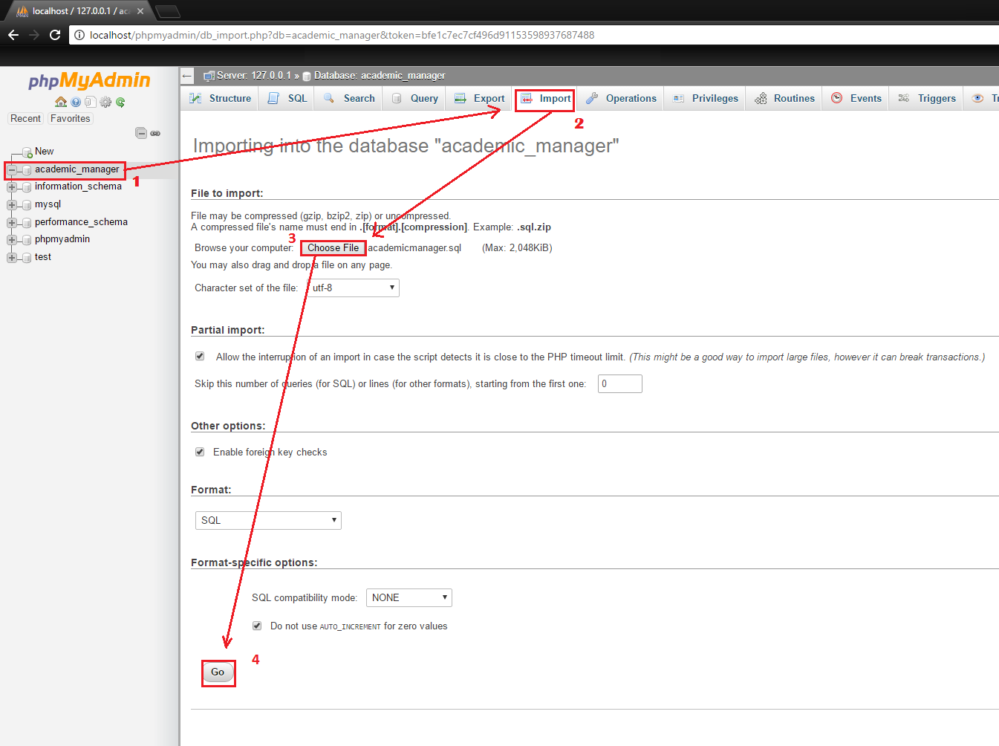 localhost / 127.0.0.1 / aca
localhost/phpmyadmin/db_import.php?db=academic_manager&token=bfe1c7ec7cf496d91153598937687488
phpMyAdmin
Recent Favorites
New
academic_manager
1
information_schema
mysql
performance_schema
phpmyadmin
test
Server: 127.0.0.1 » Database: academic_manager
Structure SQL Search Query Export Import Operations Privileges Routines Events Triggers Tr
2
Importing into the database "academic_manager"
File to import:
File may be compressed (gzip, bzip2, zip) or uncompressed.
A compressed file's name must end in .[format].[compression]. Example: .sql.zip
3
Browse your computer: Choose File academicmanager.sql (Max: 2,048KiB)
You may also drag and drop a file on any page.
Character set of the file: utf-8
Partial import:
Allow the interruption of an import in case the script detects it is close to the PHP timeout limit. (This might be a good way to import large files, however it can break transactions.)
Skip this number of queries (for SQL) or lines (for other formats), starting from the first one: 0
Other options:
Enable foreign key checks
Format:
SQL
Format-specific options:
SQL compatibility mode: NONE
Do not use AUTO_INCREMENT for zero values
4
Go